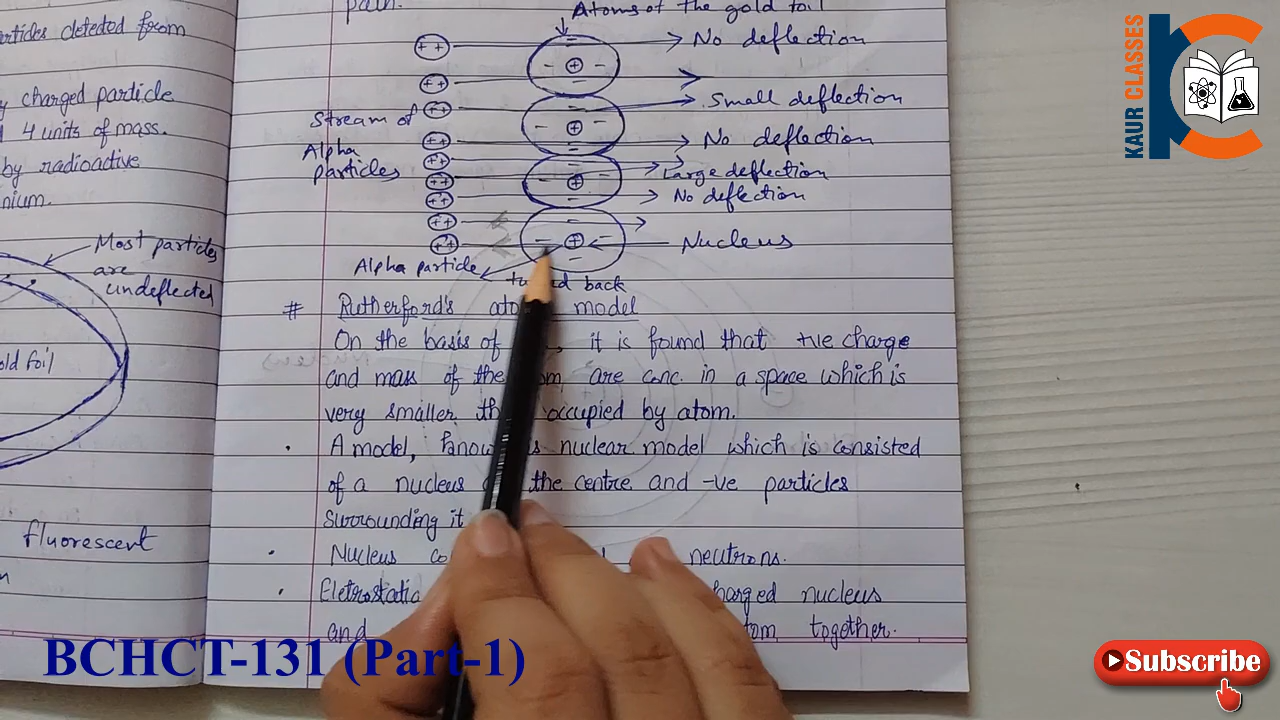 articles deteted from
y charged particle
4 units of mass.
by radioactive
nium.
Most particles
are
undeflected
old foil
fluorescent
path.
Atoms of the gold foil
No deflection
Small deflection
Stream of
Alpha
particles
No deflection
Large deflection
No deflection
Nucleus
Alpha particle
back
# Rutherford's model
On the basis of → it is found that +ve charge
and mass of the are conc. in a space which is
very smaller occupied by atom.
A model, nuclear model which is consisted
of a nucleus the centre and -ve particles
surrounding it
Nucleus neutrons.
Eletrostatic nucleus
and together.
KAUR CLASSES
BCHCT-131 (Part-1)
Subscribe